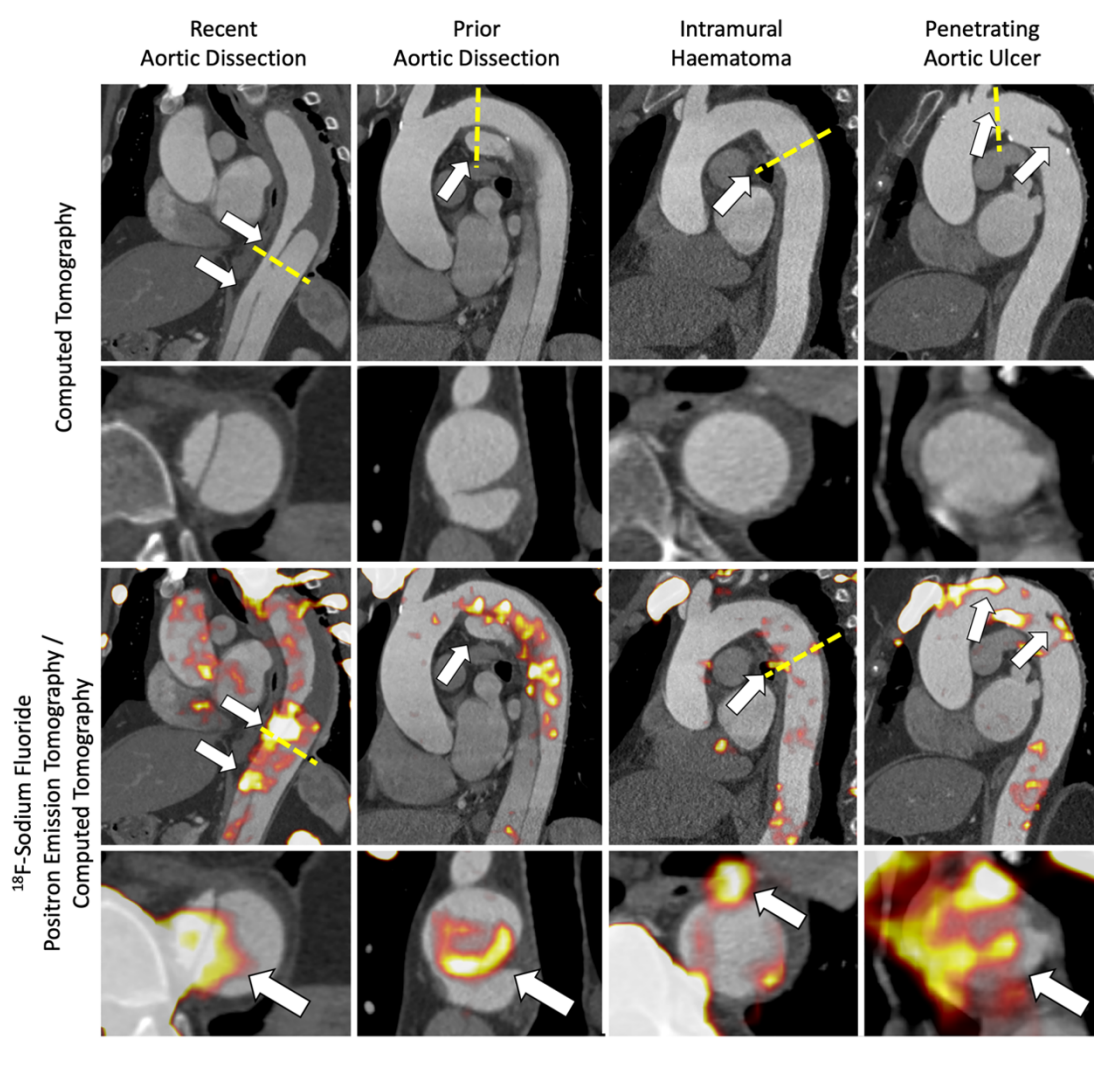 Recent
Aortic Dissection
Prior
Aortic Dissection
Intramural
Haematoma
Penetrating
Aortic Ulcer
Computed Tomography
¹⁸F-Sodium Fluoride
Positron Emission Tomography /
Computed Tomography